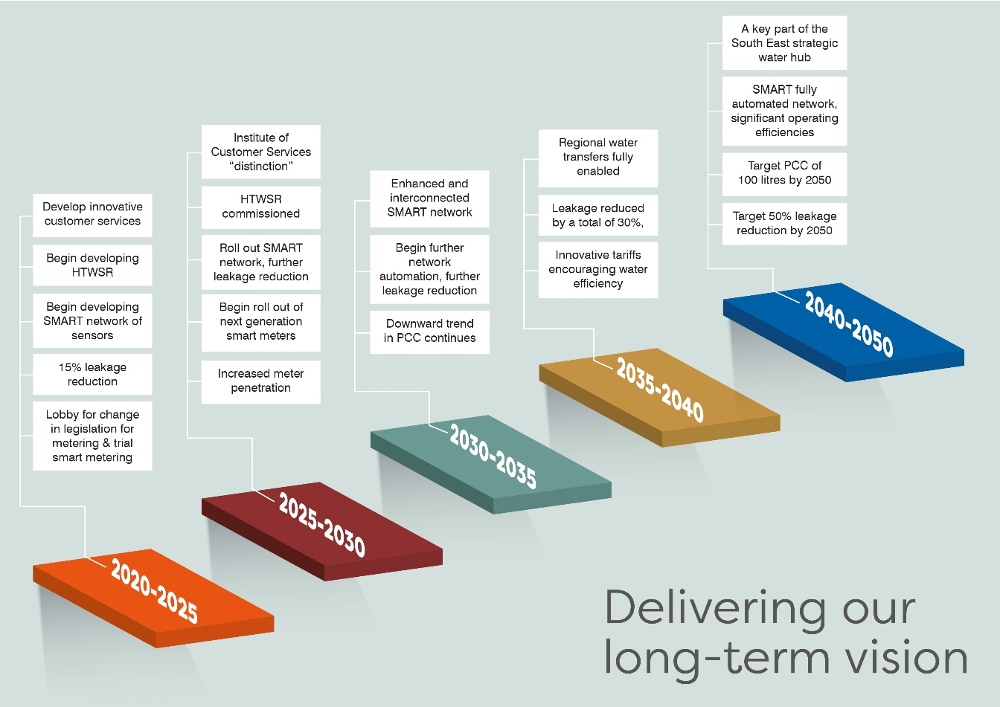 Develop innovative
customer services
Begin developing
HTWSR
Begin developing
SMART network of
sensors
15% leakage
reduction
Lobby for change
in legislation for
metering & trial
smart metering
2020-2025
Institute of
Customer Services
“distinction”
HTWSR
commissioned
Roll out SMART
network, further
leakage reduction
Begin roll out of
next generation
smart meters
Increased meter
penetration
2025-2030
Enhanced and
interconnected
SMART network
Begin further
network
automation, further
leakage reduction
Downward trend
in PCC continues
2030-2035
Regional water
transfers fully
enabled
Leakage reduced
by a total of 30%,
Innovative tariffs
encouraging water
efficiency
2035-2040
A key part of the
South East strategic
water hub
SMART fully
automated network,
significant operating
efficiencies
Target PCC of
100 litres by 2050
Target 50% leakage
reduction by 2050
2040-2050
Delivering our
long-term vision